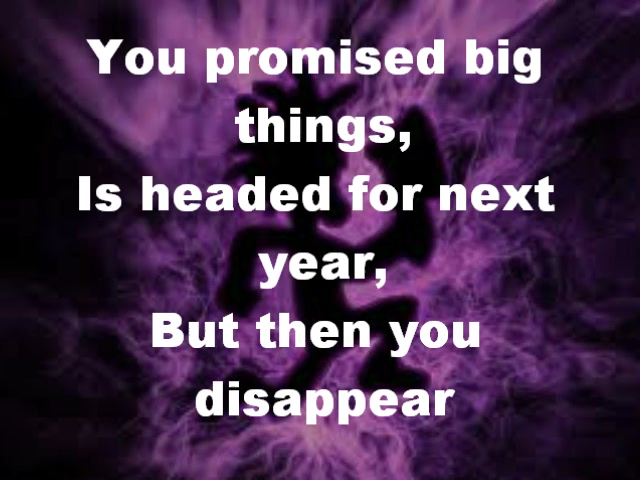 You promised big
things,
Is headed for next
year,
But then you
disappear